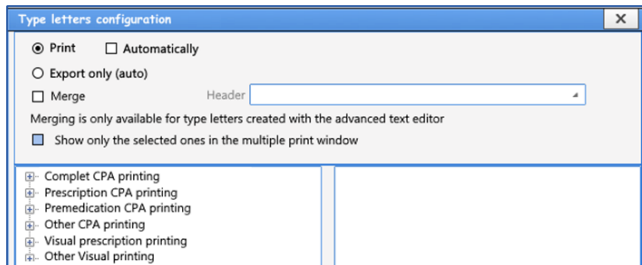 Type letters configuration
Print Automatically
Export only (auto)
Merge Header
Merging is only available for type letters created with the advanced text editor
Show only the selected ones in the multiple print window
Complet CPA printing
Prescription CPA printing
Premedication CPA printing
Other CPA printing
Visual prescription printing
Other Visual printing